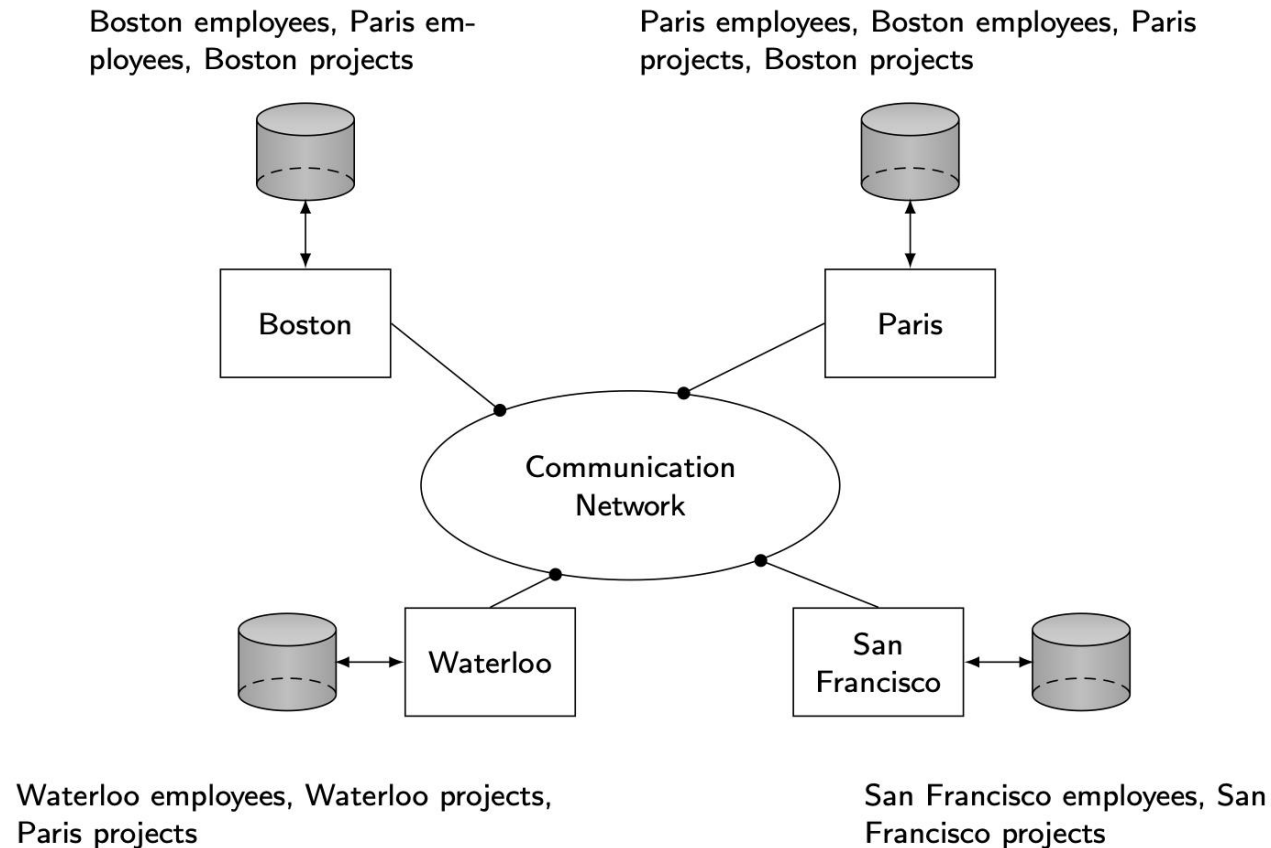 Boston employees, Paris em-
ployees, Boston projects
Paris employees, Boston employees, Paris
projects, Boston projects
Boston
Paris
Communication
Network
Waterloo
San
Francisco
Waterloo employees, Waterloo projects,
Paris projects
San Francisco employees, San
Francisco projects